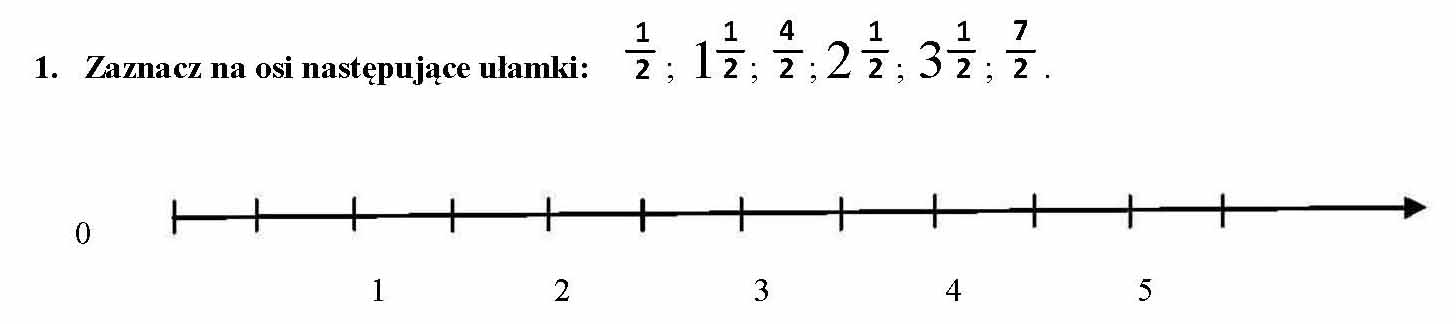 1. Zaznacz na osi następujące ułamki: 1/2 ; 1 1/2 ; 4/2 ; 2 1/2 ; 3 1/2 ; 7/2 .
0
1 2 3 4 5